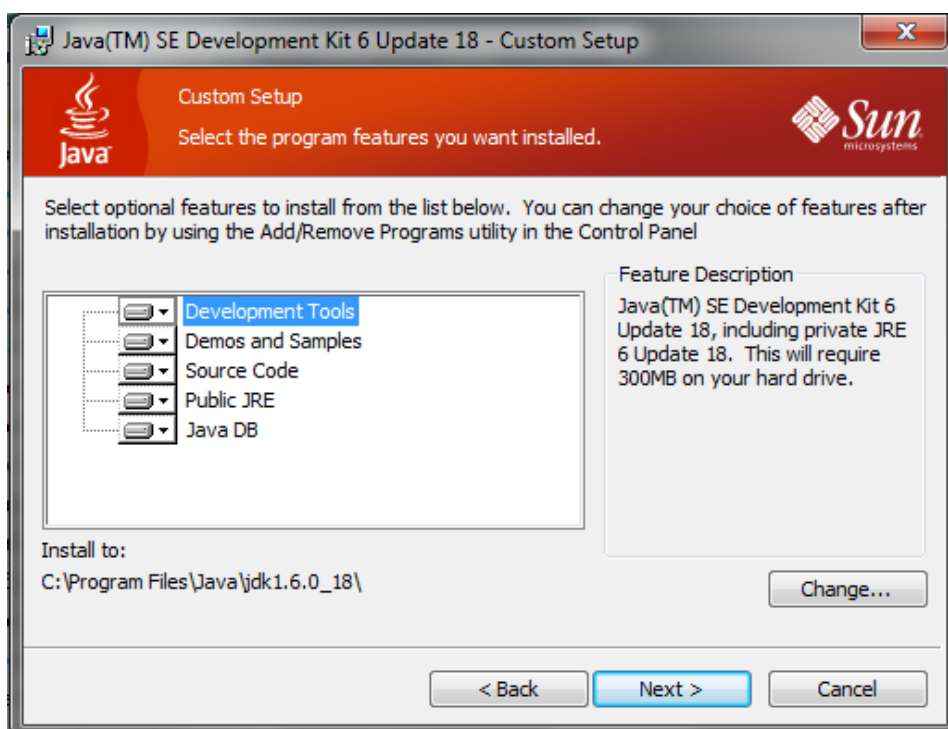 Java(TM) SE Development Kit 6 Update 18 - Custom Setup
Java
Custom Setup
Select the program features you want installed.
Sun
microsystems
Select optional features to install from the list below.  You can change your choice of features after
installation by using the Add/Remove Programs utility in the Control Panel
Development Tools
Demos and Samples
Source Code
Public JRE
Java DB
Feature Description
Java(TM) SE Development Kit 6
Update 18, including private JRE
6 Update 18.  This will require
300MB on your hard drive.
Install to:
C:\Program Files\Java\jdk1.6.0_18\
Change...
< Back
Next >
Cancel